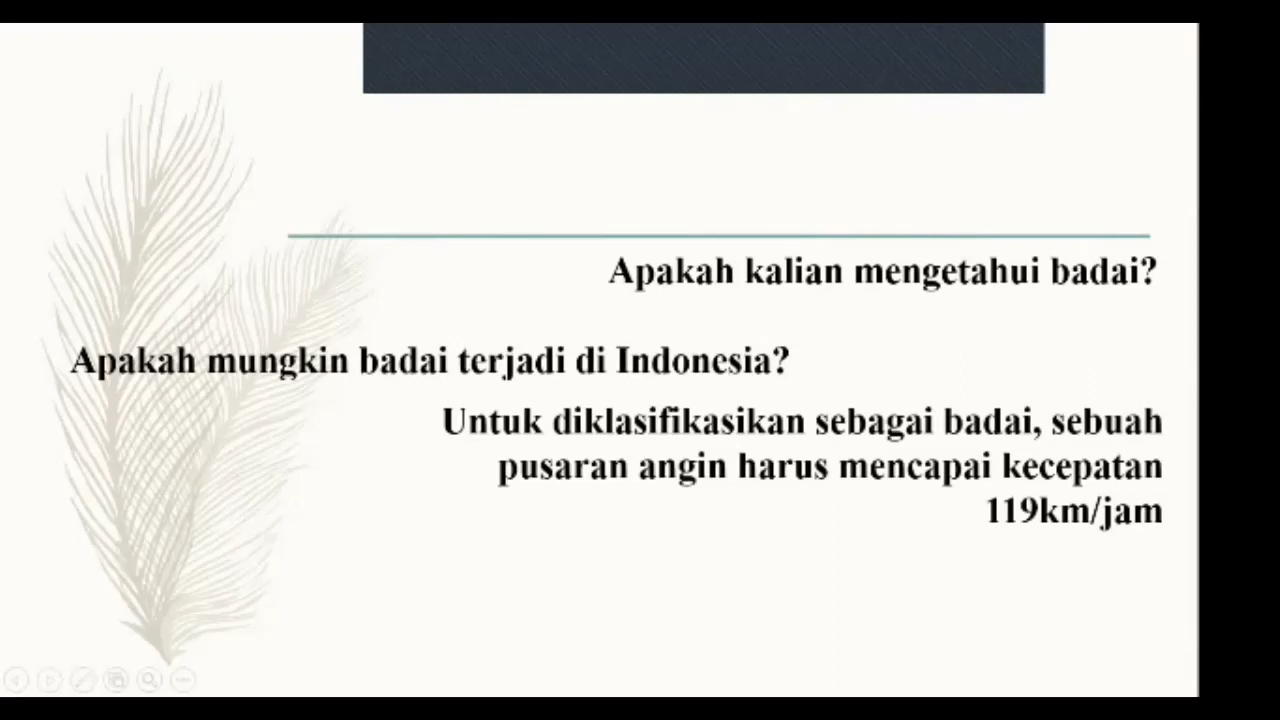 Apakah kalian mengetahui badai?
Apakah mungkin badai terjadi di Indonesia?
Untuk diklasifikasikan sebagai badai, sebuah
pusaran angin harus mencapai kecepatan
119km/jam